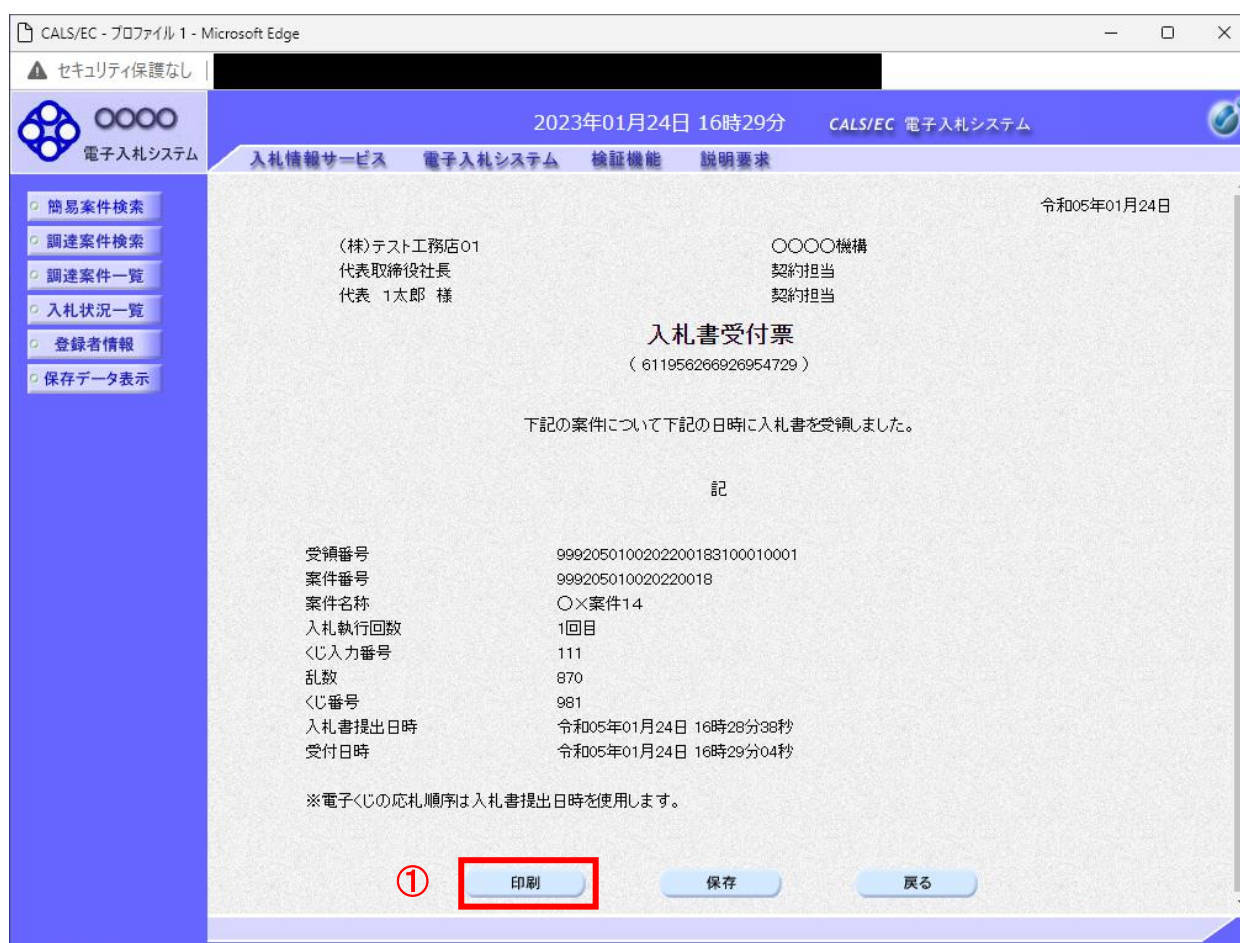 CALS/EC - プロファイル 1 - Microsoft Edge
セキュリティ保護なし
〇〇〇〇
電子入札システム
2023年01月24日 16時29分 CALS/EC 電子入札システム
入札情報サービス 電子入札システム 検証機能 説明要求
簡易案件検索
調達案件検索
調達案件一覧
入札状況一覧
登録者情報
保存データ表示
令和05年01月24日
(株)テスト工務店01 〇〇〇〇機構
代表取締役社長 契約担当
代表 1太郎 様 契約担当
入札書受付票
( 611956266926954729 )
下記の案件について下記の日時に入札書を受領しました。
記
受領番号 9992050100202200183100010001
案件番号 999205010020220018
案件名称 〇×案件14
入札執行回数 1回目
くじ入力番号 111
乱数 870
くじ番号 981
入札書提出日時 令和05年01月24日 16時28分38秒
受付日時 令和05年01月24日 16時29分04秒
※電子くじの応札順序は入札書提出日時を使用します。
① 印刷 保存 戻る